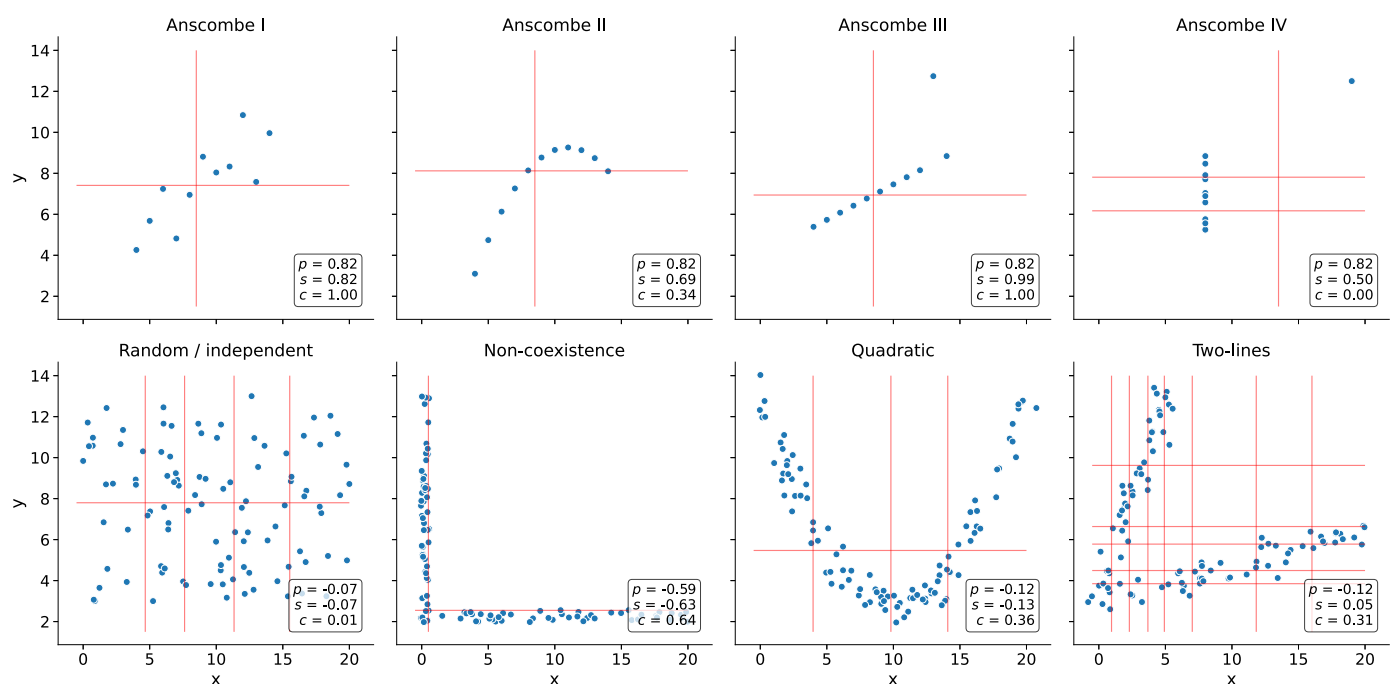 Anscombe I
Anscombe II
Anscombe III
Anscombe IV
14
12
10
8
6
4
2
y
p = 0.82
s = 0.82
c = 1.00
p = 0.82
s = 0.69
c = 0.34
p = 0.82
s = 0.99
c = 1.00
p = 0.82
s = 0.50
c = 0.00
Random / independent
Non-coexistence
Quadratic
Two-lines
14
12
10
8
6
4
2
y
p = -0.07
s = -0.07
c = 0.01
p = -0.59
s = -0.63
c = 0.64
p = -0.12
s = -0.13
c = 0.36
p = -0.12
s = 0.05
c = 0.31
0 5 10 15 20
0 5 10 15 20
0 5 10 15 20
0 5 10 15 20
x
x
x
x